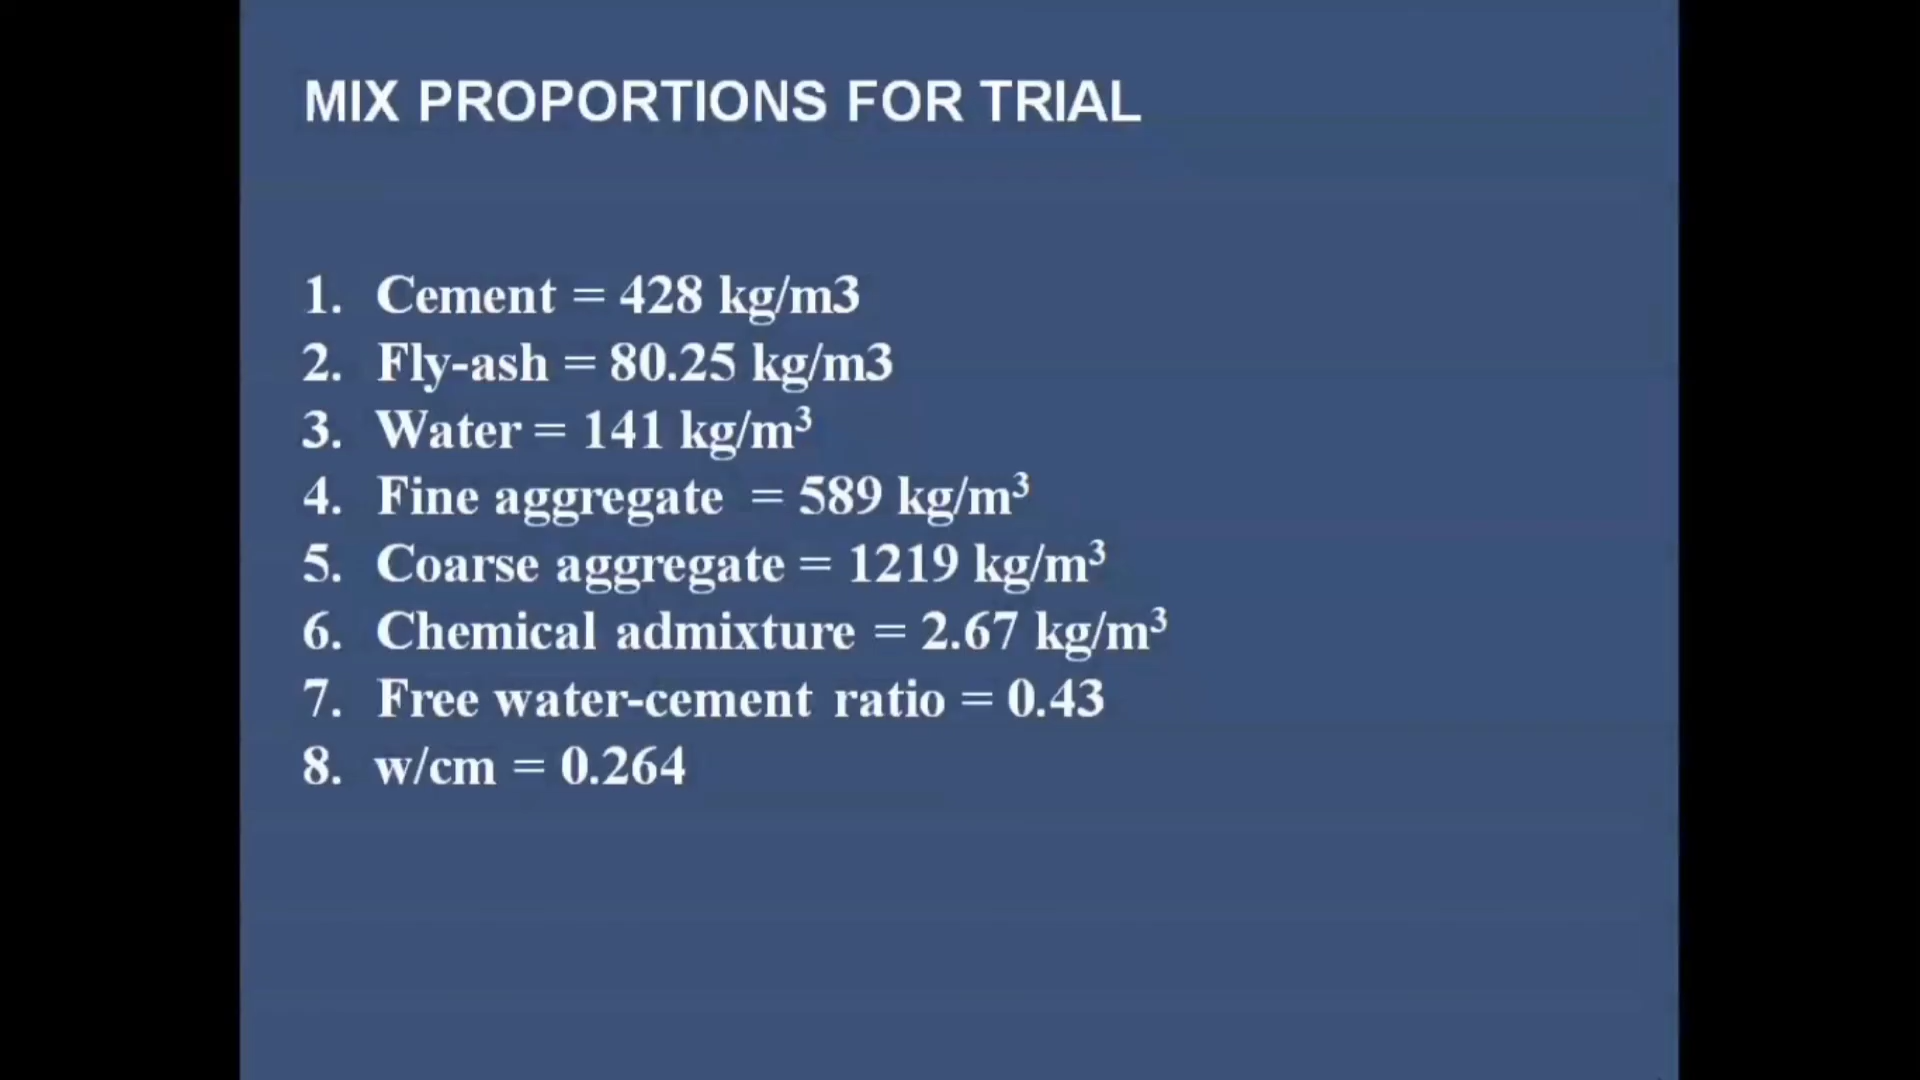 MIX PROPORTIONS FOR TRIAL
1. Cement = 428 kg/m3
2. Fly-ash = 80.25 kg/m3
3. Water = 141 kg/m³
4. Fine aggregate = 589 kg/m³
5. Coarse aggregate = 1219 kg/m³
6. Chemical admixture = 2.67 kg/m³
7. Free water-cement ratio = 0.43
8. w/cm = 0.264